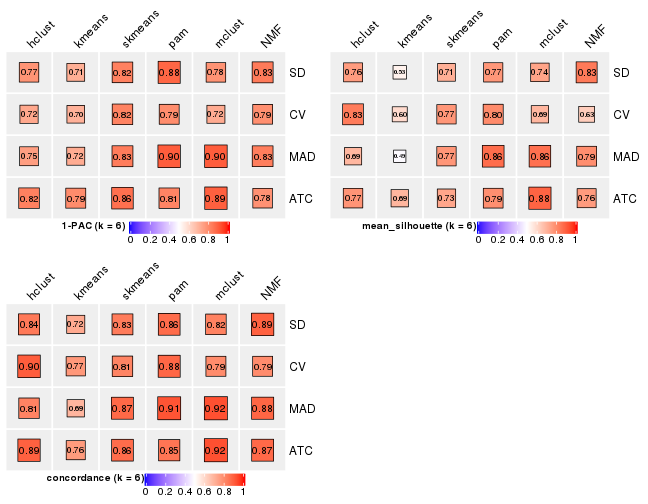 hclust kmeans skmeans pam mclust NMF
0.77 0.71 0.82 0.88 0.78 0.83 SD
0.72 0.70 0.82 0.79 0.72 0.79 CV
0.75 0.72 0.83 0.90 0.90 0.83 MAD
0.82 0.79 0.86 0.81 0.89 0.78 ATC
1-PAC (k = 6)
0 0.2 0.4 0.6 0.8 1
hclust kmeans skmeans pam mclust NMF
0.76 0.53 0.71 0.77 0.74 0.83 SD
0.83 0.60 0.77 0.80 0.69 0.63 CV
0.69 0.49 0.77 0.86 0.86 0.79 MAD
0.77 0.69 0.73 0.79 0.88 0.76 ATC
mean_silhouette (k = 6)
0 0.2 0.4 0.6 0.8 1
hclust kmeans skmeans pam mclust NMF
0.84 0.72 0.83 0.86 0.82 0.89 SD
0.90 0.77 0.81 0.88 0.79 0.79 CV
0.81 0.69 0.87 0.91 0.92 0.88 MAD
0.89 0.76 0.86 0.85 0.92 0.87 ATC
concordance (k = 6)
0 0.2 0.4 0.6 0.8 1